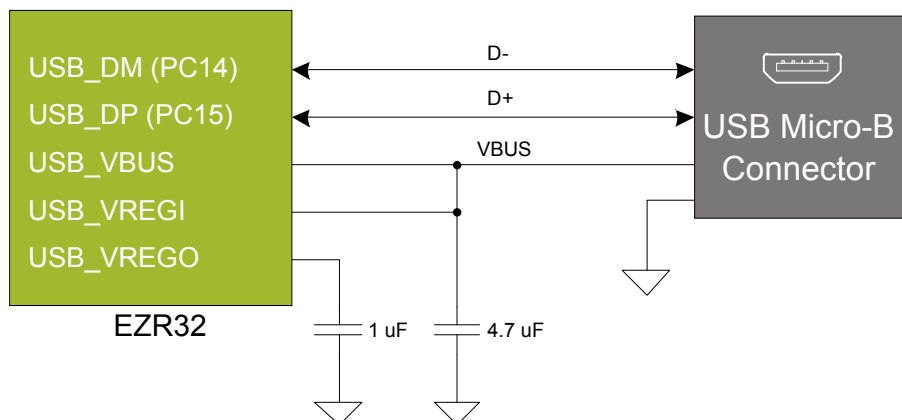 USB_DM (PC14)
USB_DP (PC15)
USB_VBUS
USB_VREGI
USB_VREGO
EZR32
D-
D+
VBUS
1 uF
4.7 uF
USB Micro-B
Connector